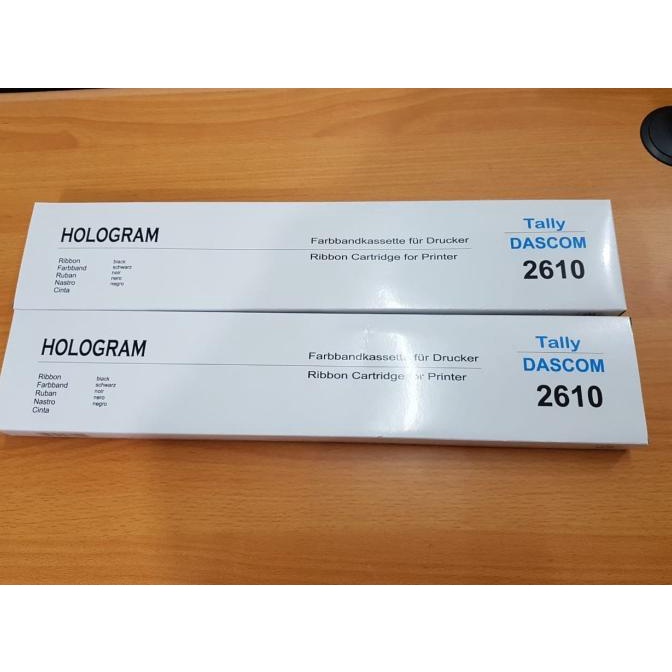 HOLOGRAM
Ribbon black
Farbband schwarz
Ruban noir
Nastro nero
Cinta negro
Farbbandkassette für Drucker
Ribbon Cartridge for Printer
Tally
DASCOM
2610
HOLOGRAM
Ribbon black
Farbband schwarz
Ruban noir
Nastro nero
Cinta negro
Farbbandkassette für Drucker
Ribbon Cartridge for Printer
Tally
DASCOM
2610